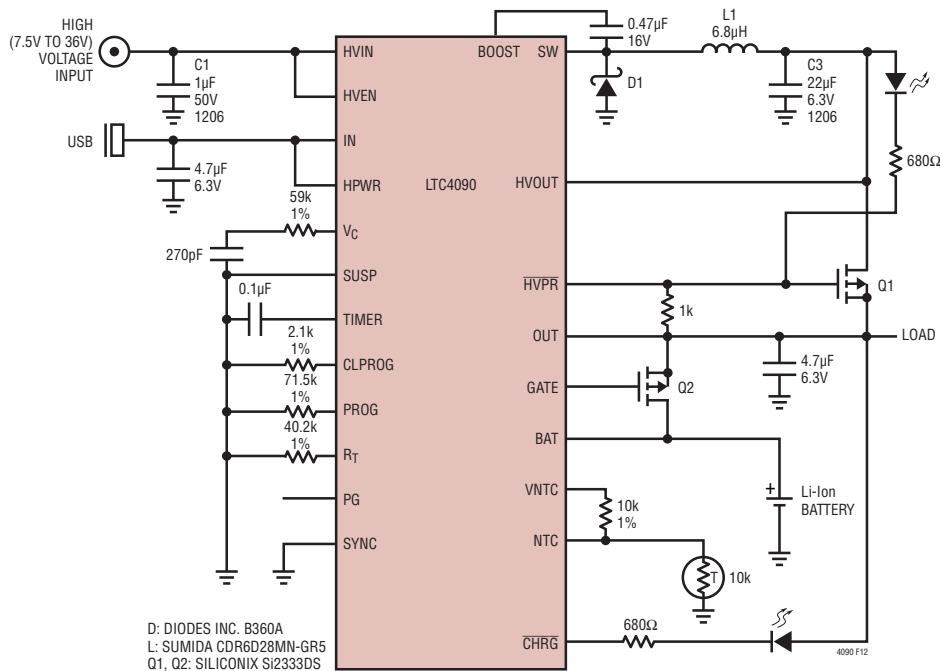 HIGH
(7.5V TO 36V)
VOLTAGE
INPUT
C1
1µF
50V
1206
USB
4.7µF
6.3V
59k
1%
270pF
0.1µF
2.1k
1%
71.5k
1%
40.2k
1%
HVIN
HVEN
IN
HPWR
VC
SUSP
TIMER
CLPROG
PROG
RT
PG
SYNC
LTC4090
BOOST
SW
HVOUT
HVPR
OUT
GATE
BAT
VNTC
NTC
CHRG
0.47µF
16V
D1
L1
6.8µH
C3
22µF
6.3V
1206
680Ω
Q1
1k
LOAD
4.7µF
6.3V
Q2
Li-Ion
BATTERY
+
10k
1%
T
10k
680Ω
4090 F12
D: DIODES INC. B360A
L: SUMIDA CDR6D28MN-GR5
Q1, Q2: SILICONIX Si2333DS